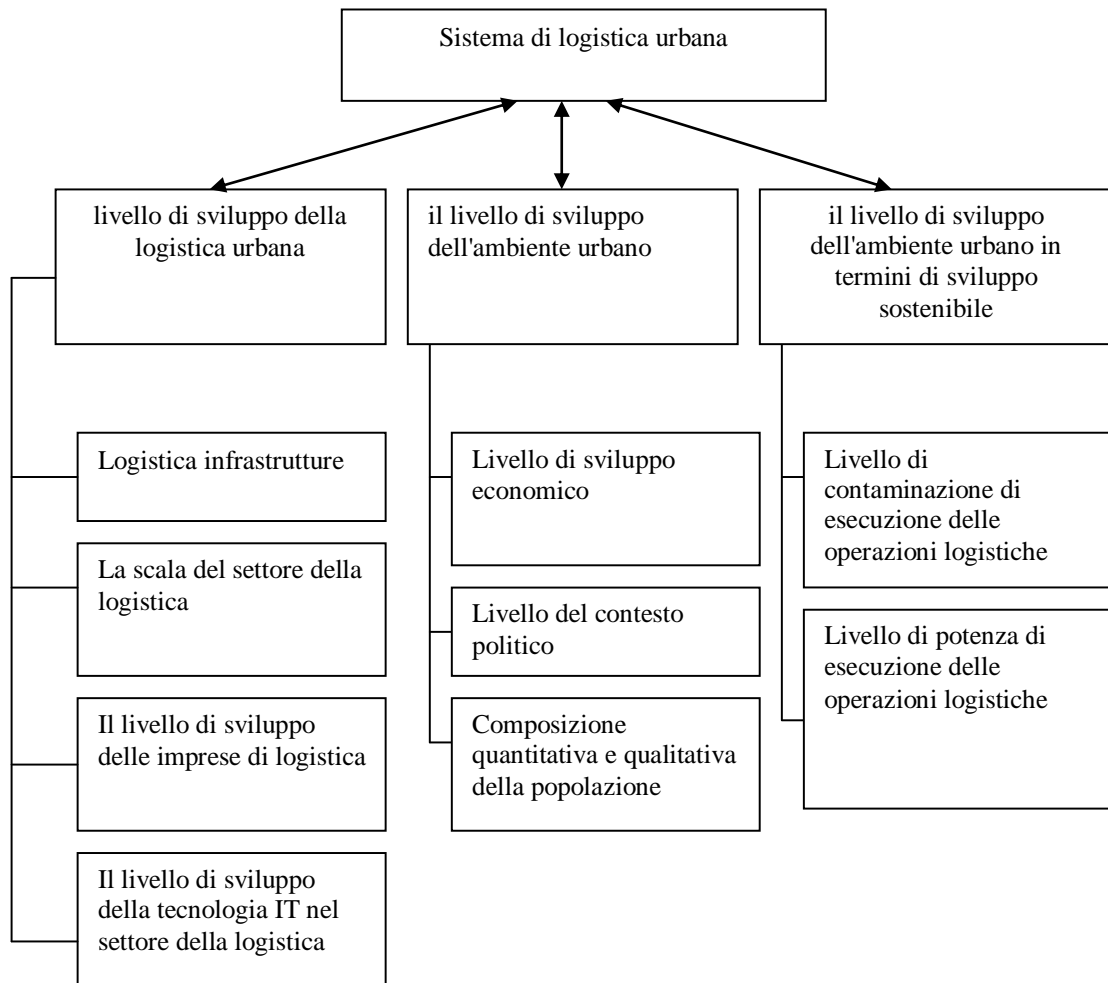 Sistema di logistica urbana
livello di sviluppo della
logistica urbana
il livello di sviluppo
dell'ambiente urbano
il livello di sviluppo
dell'ambiente urbano in
termini di sviluppo
sostenibile
Logistica infrastrutture
La scala del settore della
logistica
Il livello di sviluppo
delle imprese di logistica
Il livello di sviluppo
della tecnologia IT nel
settore della logistica
Livello di sviluppo
economico
Livello del contesto
politico
Composizione
quantitativa e qualitativa
della popolazione
Livello di
contaminazione di
esecuzione delle
operazioni logistiche
Livello di potenza di
esecuzione delle
operazioni logistiche